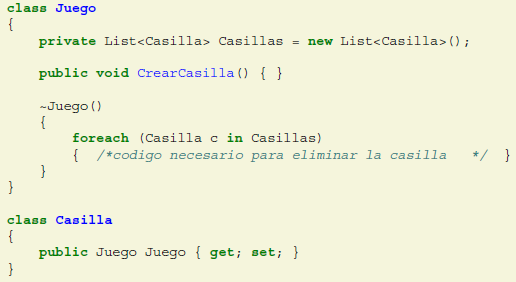 class Juego
{
    private List<Casilla> Casillas = new List<Casilla>();

    public void CrearCasilla() { }

    ~Juego()
    {
        foreach (Casilla c in Casillas)
        {  /*codigo necesario para eliminar la casilla   */  }
    }
}

class Casilla
{
    public Juego Juego { get; set; }
}